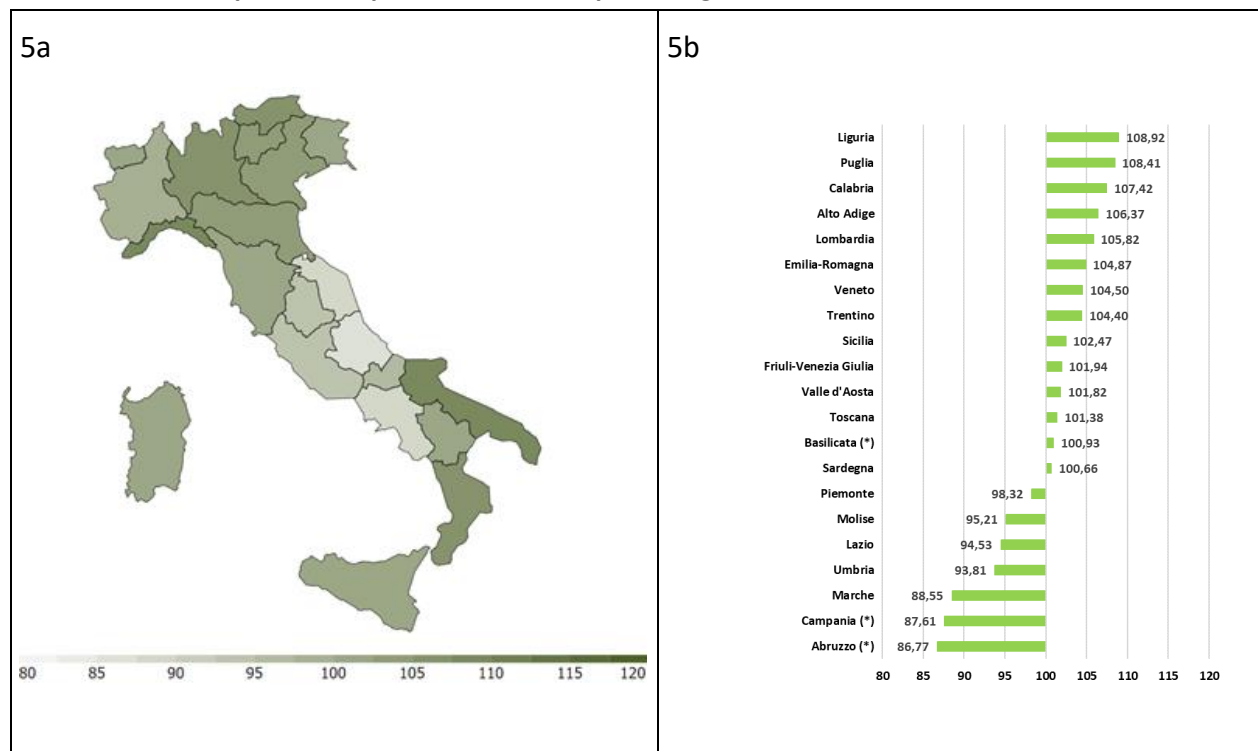 5a
80 85 90 95 100 105 110 115 120
5b
Liguria 108,92
Puglia 108,41
Calabria 107,42
Alto Adige 106,37
Lombardia 105,82
Emilia-Romagna 104,87
Veneto 104,50
Trentino 104,40
Sicilia 102,47
Friuli-Venezia Giulia 101,94
Valle d'Aosta 101,82
Toscana 101,38
Basilicata (*) 100,93
Sardegna 100,66
Piemonte 98,32
Molise 95,21
Lazio 94,53
Umbria 93,81
Marche 88,55
Campania (*) 87,61
Abruzzo (*) 86,77
80 85 90 95 100 105 110 115 120